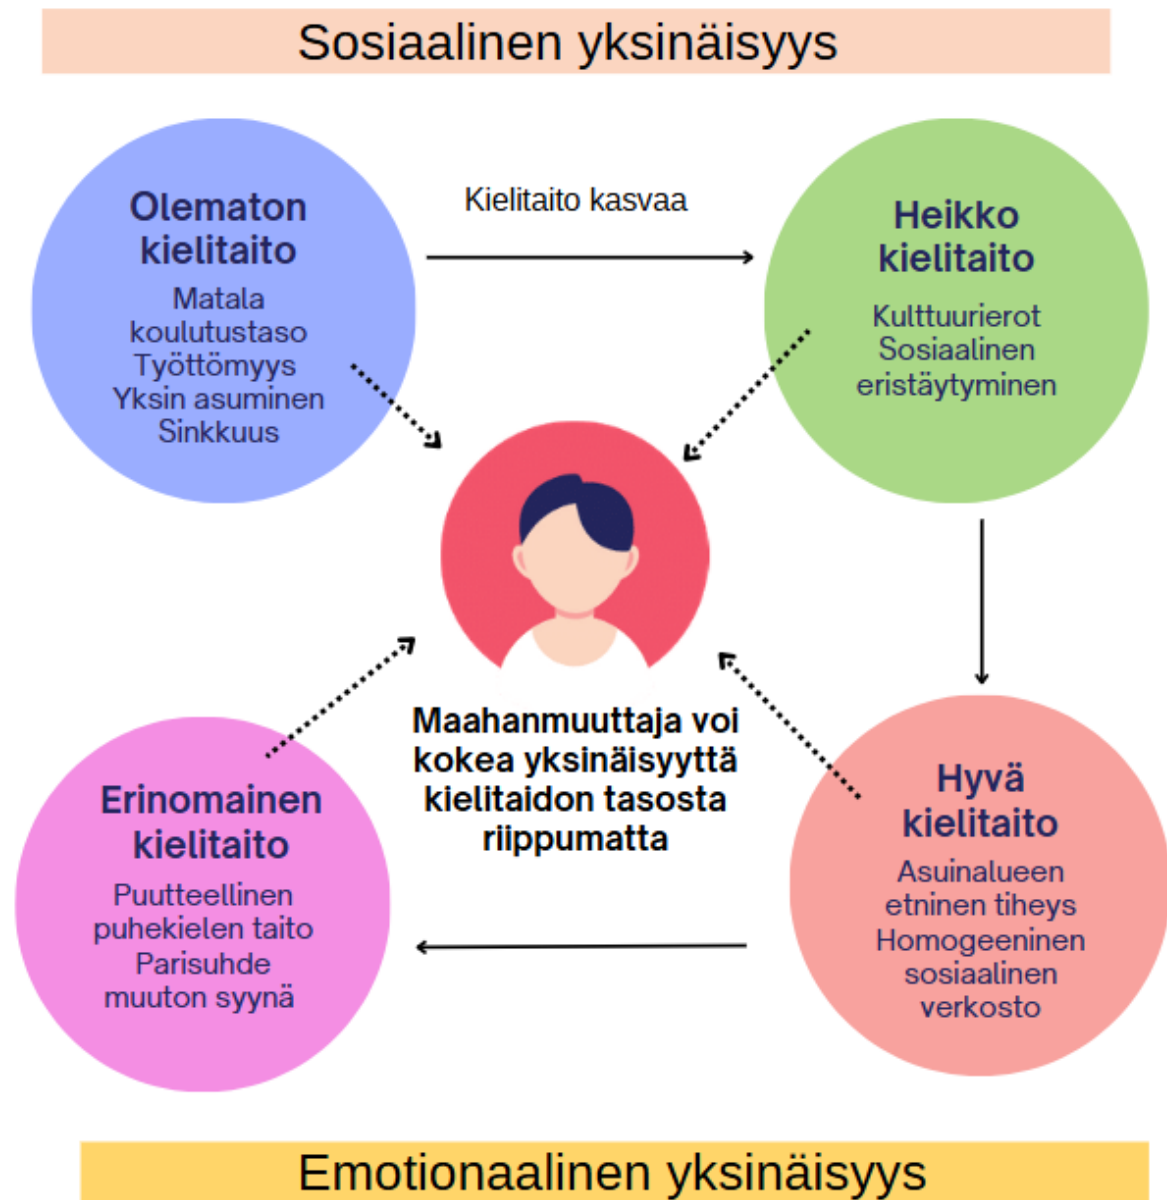 Sosiaalinen yksinäisyys
Olematon
kielitaito
Matala
koulutustaso
Työttömyys
Yksin asuminen
Sinkkuus
Kielitaito kasvaa
Heikko
kielitaito
Kulttuurierot
Sosiaalinen
eristäytyminen
Maahanmuuttaja voi
kokea yksinäisyyttä
kielitaidon tasosta
riippumatta
Hyvä
kielitaito
Asuinalueen
etninen tiheys
Homogeeninen
sosiaalinen
verkosto
Erinomainen
kielitaito
Puutteellinen
puhekielen taito
Parisuhde
muuton syynä
Emotionaalinen yksinäisyys